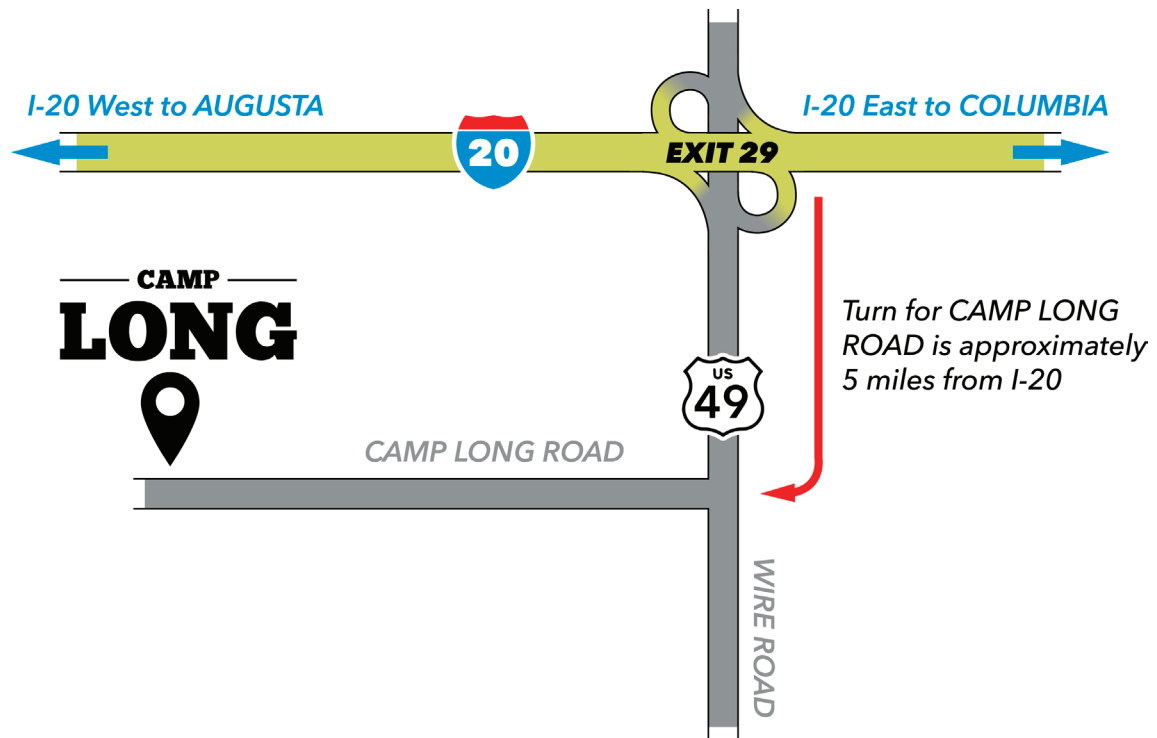 I-20 West to AUGUSTA
I-20 East to COLUMBIA
20
EXIT 29
CAMP
LONG
Turn for CAMP LONG
ROAD is approximately
5 miles from I-20
US
49
CAMP LONG ROAD
WIRE ROAD